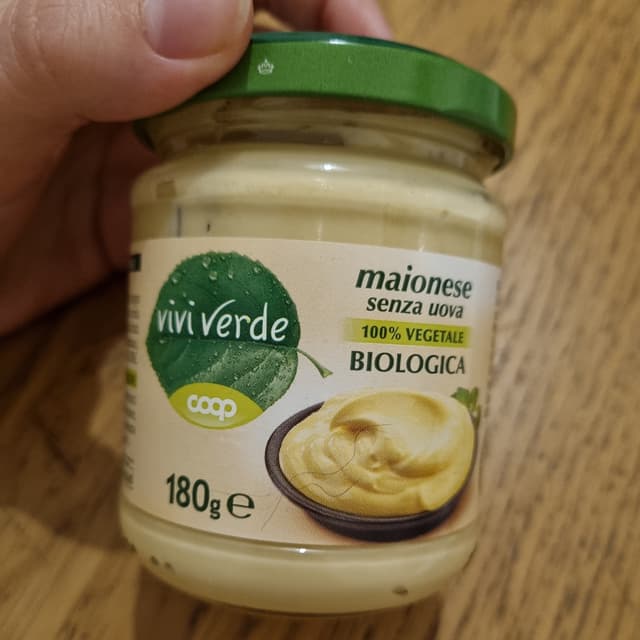 vivi verde
coop
maionese
senza uova
100% VEGETALE
BIOLOGICA
180g e